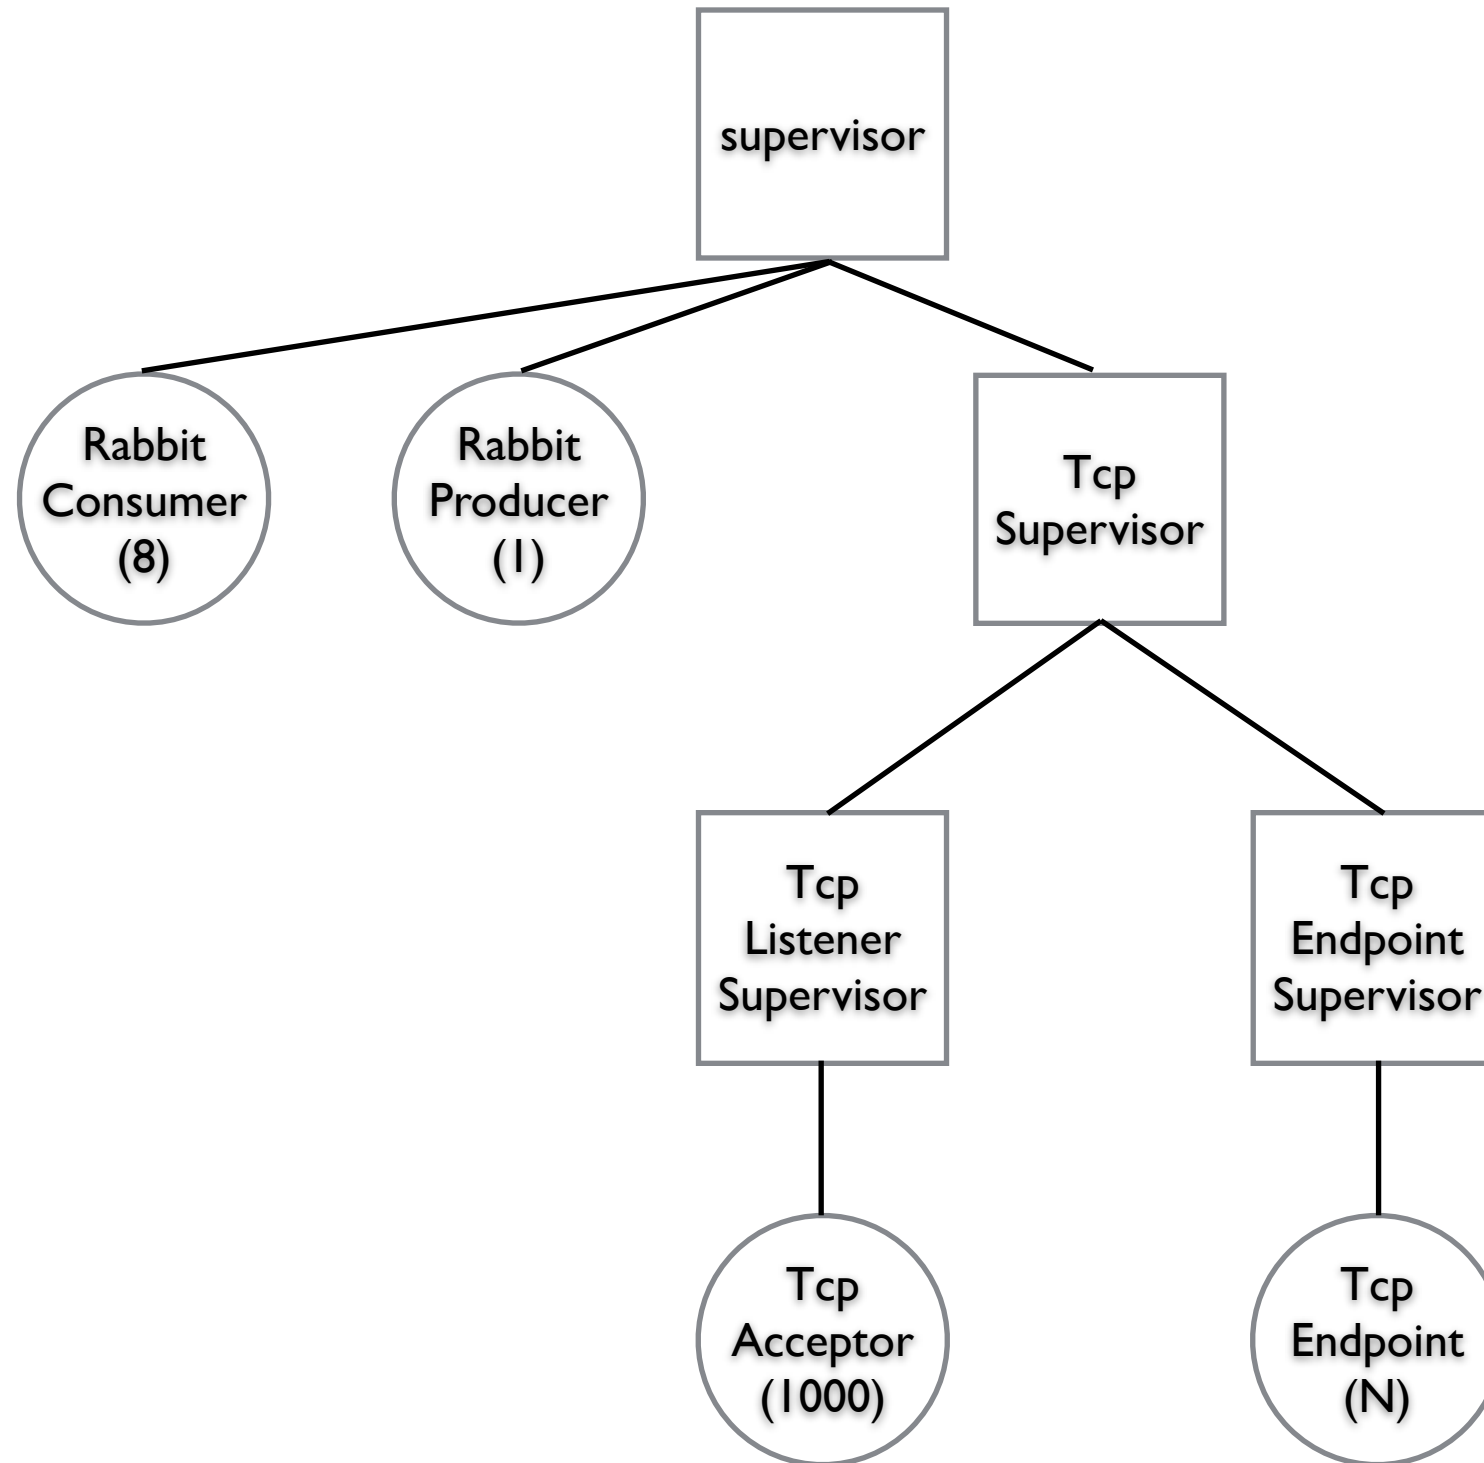 supervisor
Rabbit
Consumer
(8)
Rabbit
Producer
(1)
Tcp
Supervisor
Tcp
Listener
Supervisor
Tcp
Endpoint
Supervisor
Tcp
Acceptor
(1000)
Tcp
Endpoint
(N)